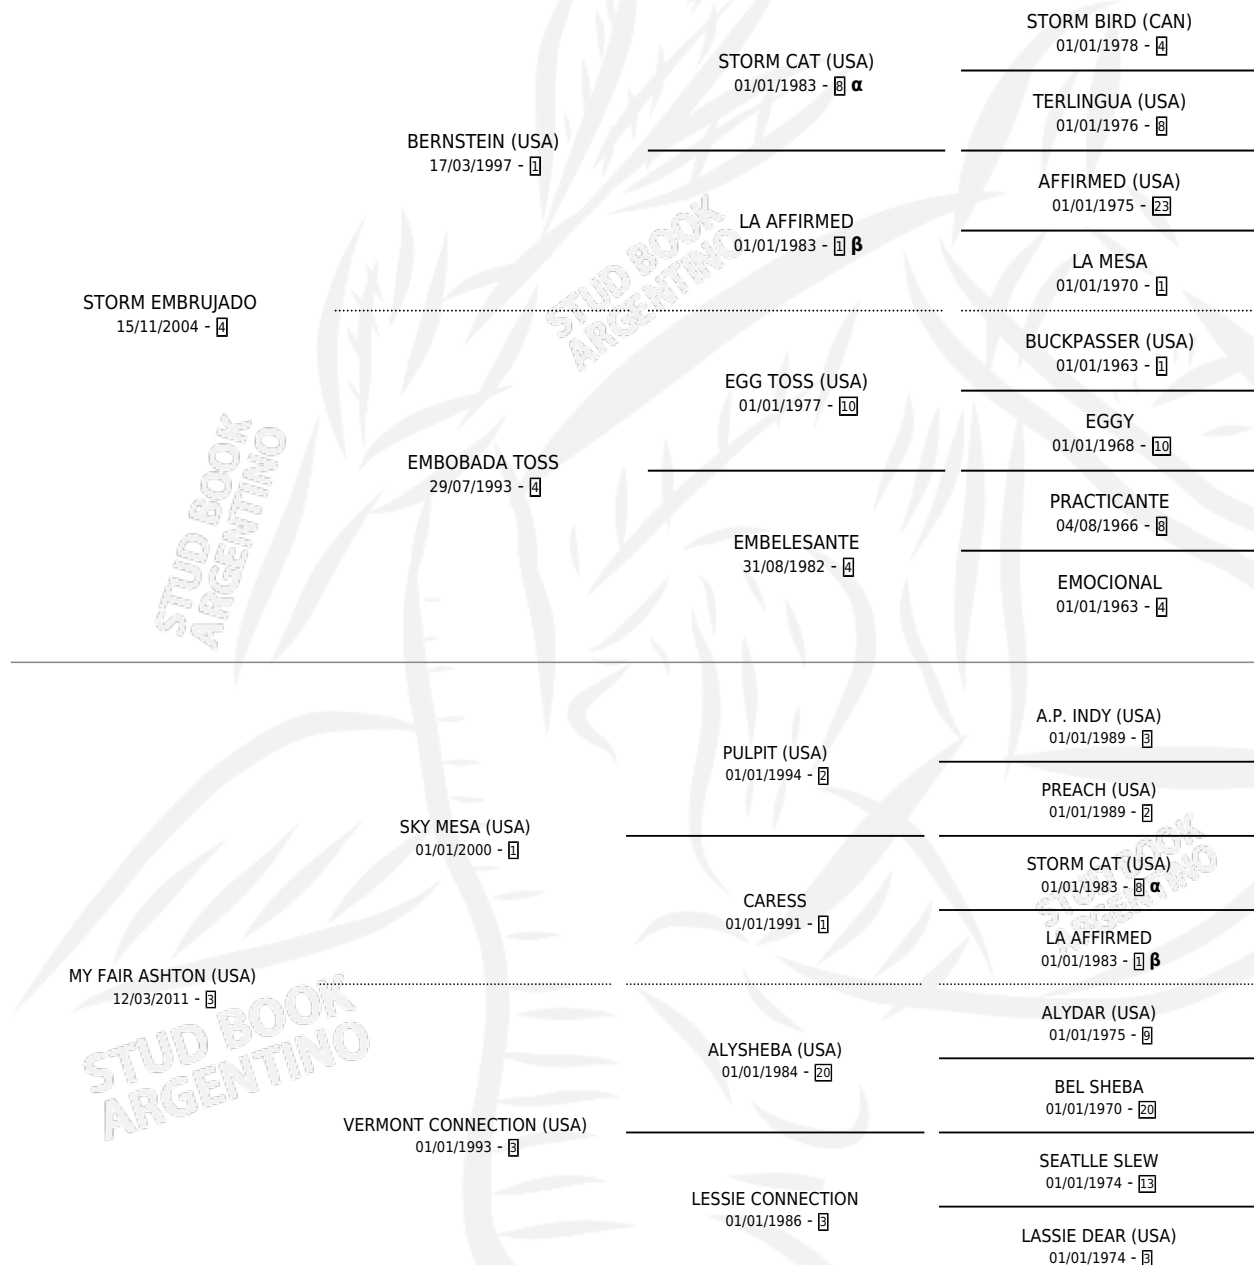 STORM BIRD (CAN)
01/01/1978 - 4
STORM CAT (USA)
01/01/1983 - 8 α
TERLINGUA (USA)
01/01/1976 - 8
BERNSTEIN (USA)
17/03/1997 - 1
AFFIRMED (USA)
01/01/1975 - 23
LA AFFIRMED
01/01/1983 - 1 β
LA MESA
01/01/1970 - 1
STORM EMBRUJADO
15/11/2004 - 4
BUCKPASSER (USA)
01/01/1963 - 1
EGG TOSS (USA)
01/01/1977 - 10
EGGY
01/01/1968 - 10
EMBOBADA TOSS
29/07/1993 - 4
PRACTICANTE
04/08/1966 - 8
EMBELESANTE
31/08/1982 - 4
EMOCIONAL
01/01/1963 - 4
A.P. INDY (USA)
01/01/1989 - 3
PULPIT (USA)
01/01/1994 - 2
PREACH (USA)
01/01/1989 - 2
SKY MESA (USA)
01/01/2000 - 1
STORM CAT (USA)
01/01/1983 - 8 α
CARESS
01/01/1991 - 1
LA AFFIRMED
01/01/1983 - 1 β
MY FAIR ASHTON (USA)
12/03/2011 - 3
ALYDAR (USA)
01/01/1975 - 9
ALYSHEBA (USA)
01/01/1984 - 20
BEL SHEBA
01/01/1970 - 20
VERMONT CONNECTION (USA)
01/01/1993 - 3
SEATLLE SLEW
01/01/1974 - 13
LESSIE CONNECTION
01/01/1986 - 3
LASSIE DEAR (USA)
01/01/1974 - 3
STUD BOOK
ARGENTINO
STUD BOOK
ARGENTINO
STUD BOOK
ARGENTINO
STUD BOOK
ARGENTINO